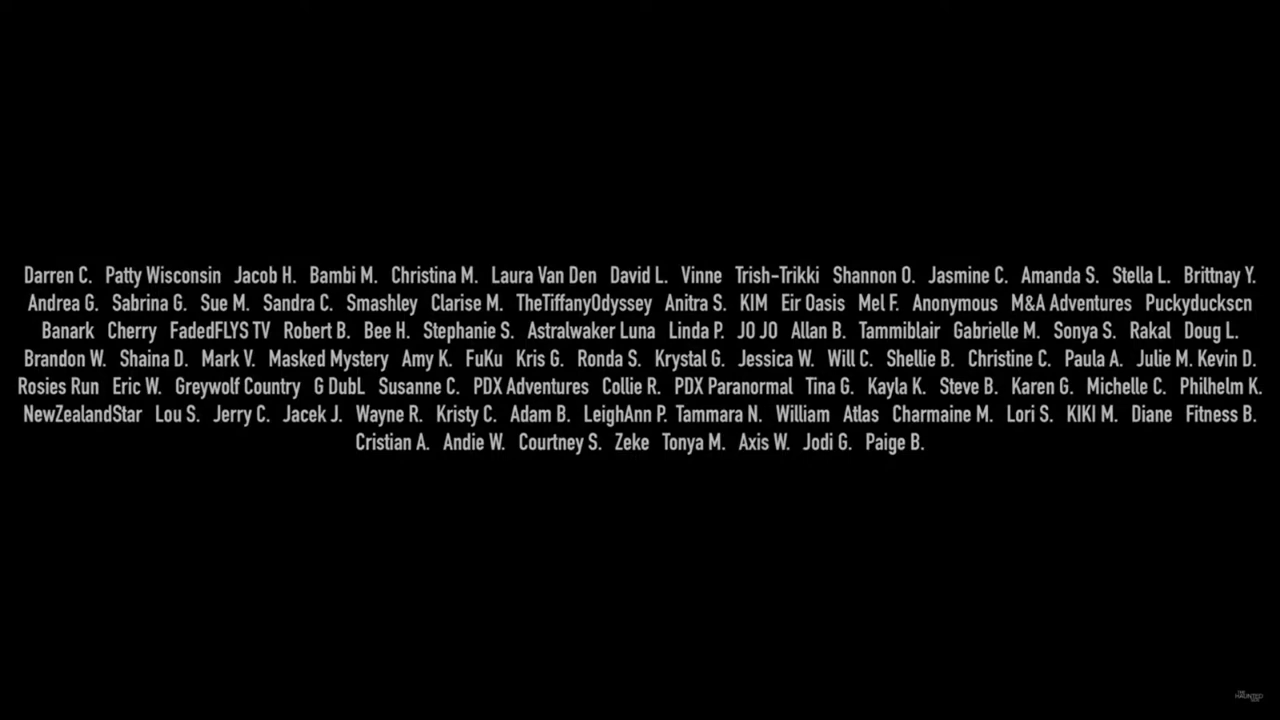 Darren C. Patty Wisconsin Jacob H. Bambi M. Christina M. Laura Van Den David L. Vinne Trish-Trikki Shannon O. Jasmine C. Amanda S. Stella L. Brittnay Y.
Andrea G. Sabrina G. Sue M. Sandra C. Smashley Clarise M. TheTiffanyOdyssey Anitra S. KIM Eir Oasis Mel F. Anonymous M&A Adventures Puckyduckscn
Banark Cherry FadedFLYS TV Robert B. Bee H. Stephanie S. Astralwaker Luna Linda P. JO JO Allan B. Tammiblair Gabrielle M. Sonya S. Rakal Doug L.
Brandon W. Shaina D. Mark V. Masked Mystery Amy K. FuKu Kris G. Ronda S. Krystal G. Jessica W. Will C. Shellie B. Christine C. Paula A. Julie M. Kevin D.
Rosies Run Eric W. Greywolf Country G DubL Susanne C. PDX Adventures Collie R. PDX Paranormal Tina G. Kayla K. Steve B. Karen G. Michelle C. Philhelm K.
NewZealandStar Lou S. Jerry C. Jacek J. Wayne R. Kristy C. Adam B. LeighAnn P. Tammara N. William Atlas Charmaine M. Lori S. KIKI M. Diane Fitness B.
Cristian A. Andie W. Courtney S. Zeke Tonya M. Axis W. Jodi G. Paige B.
THE
HAUNTED
SIDE